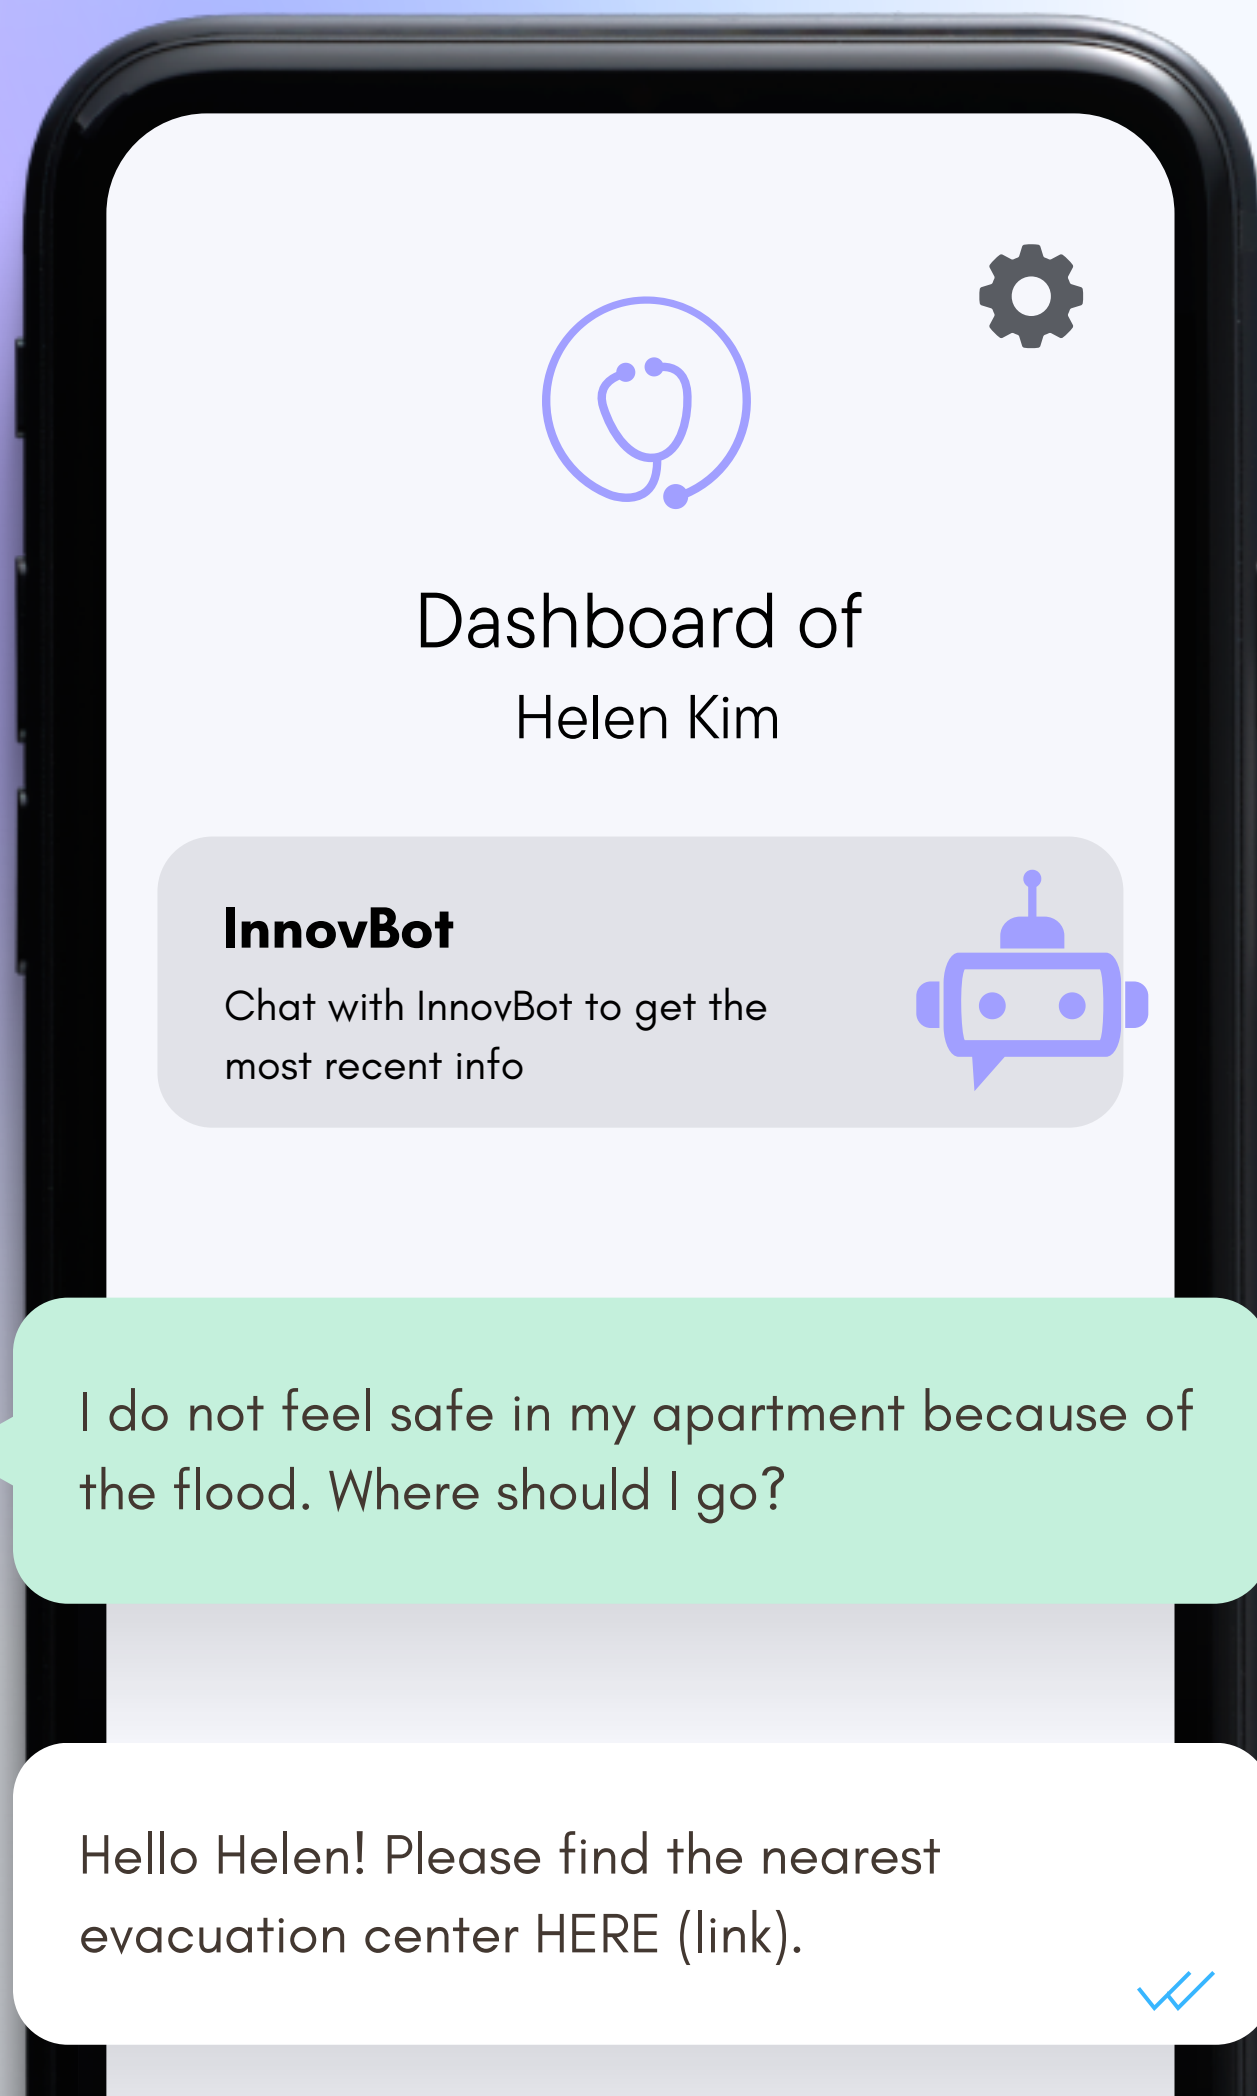 Dashboard of
Helen Kim
InnovBot
Chat with InnovBot to get the
most recent info
I do not feel safe in my apartment because of
the flood. Where should I go?
Hello Helen! Please find the nearest
evacuation center HERE (link).